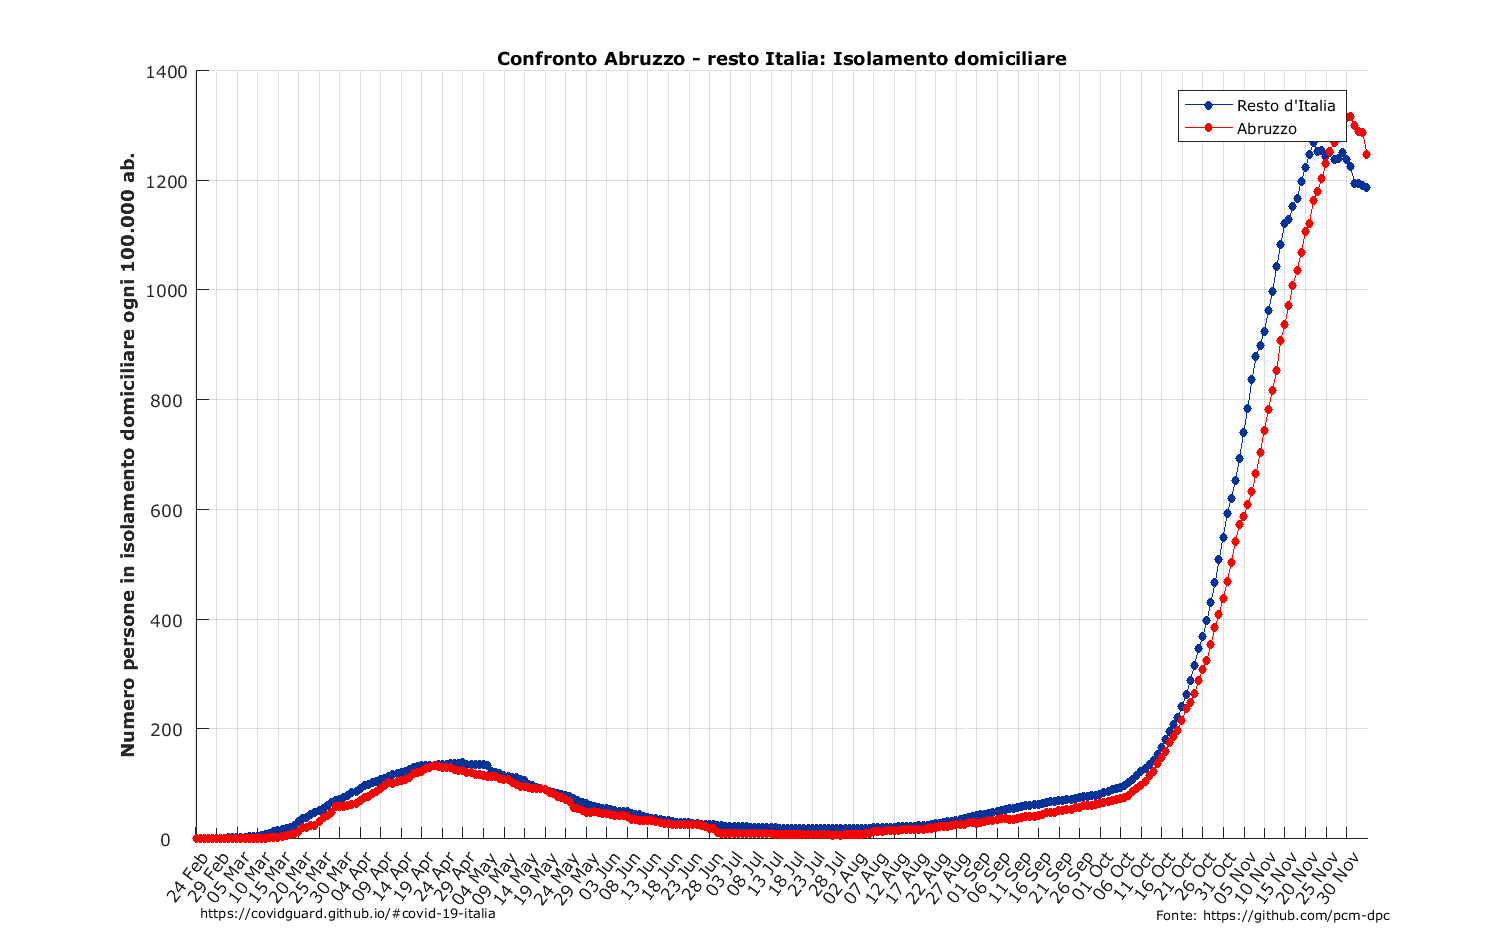 Confronto Abruzzo - resto Italia: Isolamento domiciliare
Numero persone in isolamento domiciliare ogni 100.000 ab.
1400
1200
1000
800
600
400
200
0
Resto d'Italia
Abruzzo
24 Feb
29 Feb
05 Mar
10 Mar
15 Mar
20 Mar
25 Mar
30 Mar
04 Apr
09 Apr
14 Apr
19 Apr
24 Apr
29 Apr
04 May
09 May
14 May
19 May
24 May
29 May
03 Jun
08 Jun
13 Jun
18 Jun
23 Jun
28 Jun
03 Jul
08 Jul
13 Jul
18 Jul
23 Jul
28 Jul
02 Aug
07 Aug
12 Aug
17 Aug
22 Aug
27 Aug
01 Sep
06 Sep
11 Sep
16 Sep
21 Sep
26 Sep
01 Oct
06 Oct
11 Oct
16 Oct
21 Oct
26 Oct
31 Oct
05 Nov
10 Nov
15 Nov
20 Nov
25 Nov
30 Nov
https://covidguard.github.io/#covid-19-italia
Fonte: https://github.com/pcm-dpc